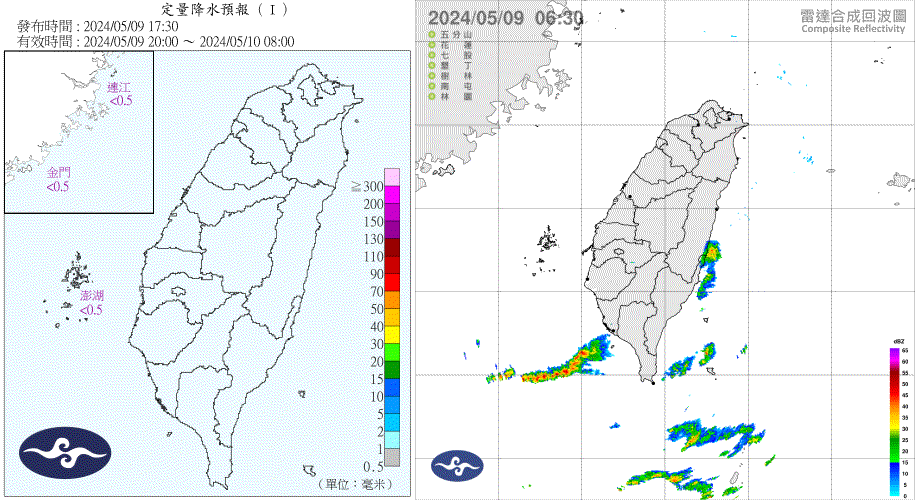 定量降水預報 ( I )
發布時間 : 2024/05/09 17:30
有效時間 : 2024/05/09 20:00 ～ 2024/05/10 08:00
連江
<0.5
金門
<0.5
澎湖
<0.5
≧ 300
200
150
130
110
90
70
50
40
30
20
15
10
5
2
1
0.5
(單位：毫米)
2024/05/09 06:30
雷達合成回波圖
Composite Reflectivity
五分山
花蓮
七股
墾丁
樹林
南屯
林園
dBZ
65
60
55
50
45
40
35
30
25
20
15
10
5
0